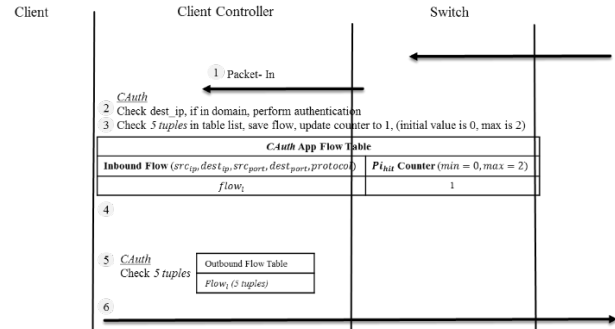 Client Client Controller Switch
1 Packet- In
CAuth
2 Check dest_ip, if in domain, perform authentication
3 Check 5 tuples in table list, save flow, update counter to 1, (initial value is 0, max is 2)
CAuth App Flow Table
Inbound Flow (src_ip, dest_ip, src_port, dest_port, protocol) Pi_hit Counter (min = 0, max = 2)
flow_i 1
4
5 CAuth
Check 5 tuples
Outbound Flow Table
Flow_i (5 tuples)
6